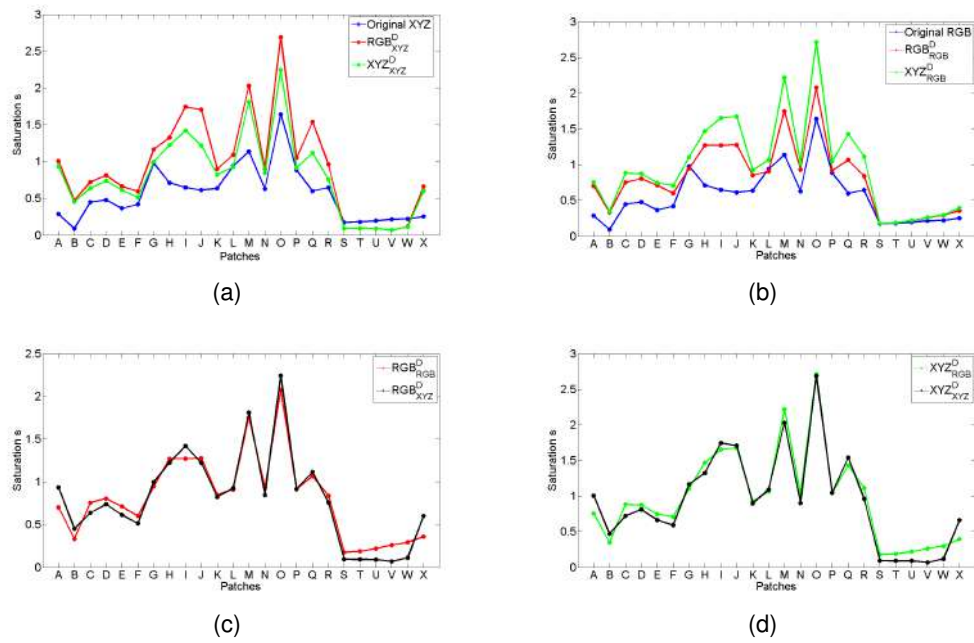 3
2.5
2
1.5
1
0.5
0
Saturation s
A B C D E F G H I J K L M N O P Q R S T U V W X
Patches
Original XYZ
RGB^D_XYZ
XYZ^D_XYZ
(a)
3
2.5
2
1.5
1
0.5
0
Saturation s
A B C D E F G H I J K L M N O P Q R S T U V W X
Patches
Original RGB
RGB^D_RGB
XYZ^D_RGB
(b)
2.5
2
1.5
1
0.5
0
Saturation s
A B C D E F G H I J K L M N O P Q R S T U V W X
Patches
RGB^D_RGB
RGB^D_XYZ
(c)
3
2.5
2
1.5
1
0.5
0
Saturation s
A B C D E F G H I J K L M N O P Q R S T U V W X
Patches
XYZ^D_RGB
XYZ^D_XYZ
(d)